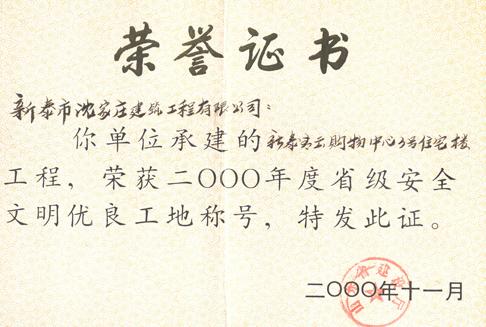 荣誉证书
新泰市沈家庄建筑工程有限公司：
你单位承建的新泰市云购物中心3号住宅楼
工程，荣获二OOO年度省级安全
文明优良工地称号，特发此证。
二OOO年十一月